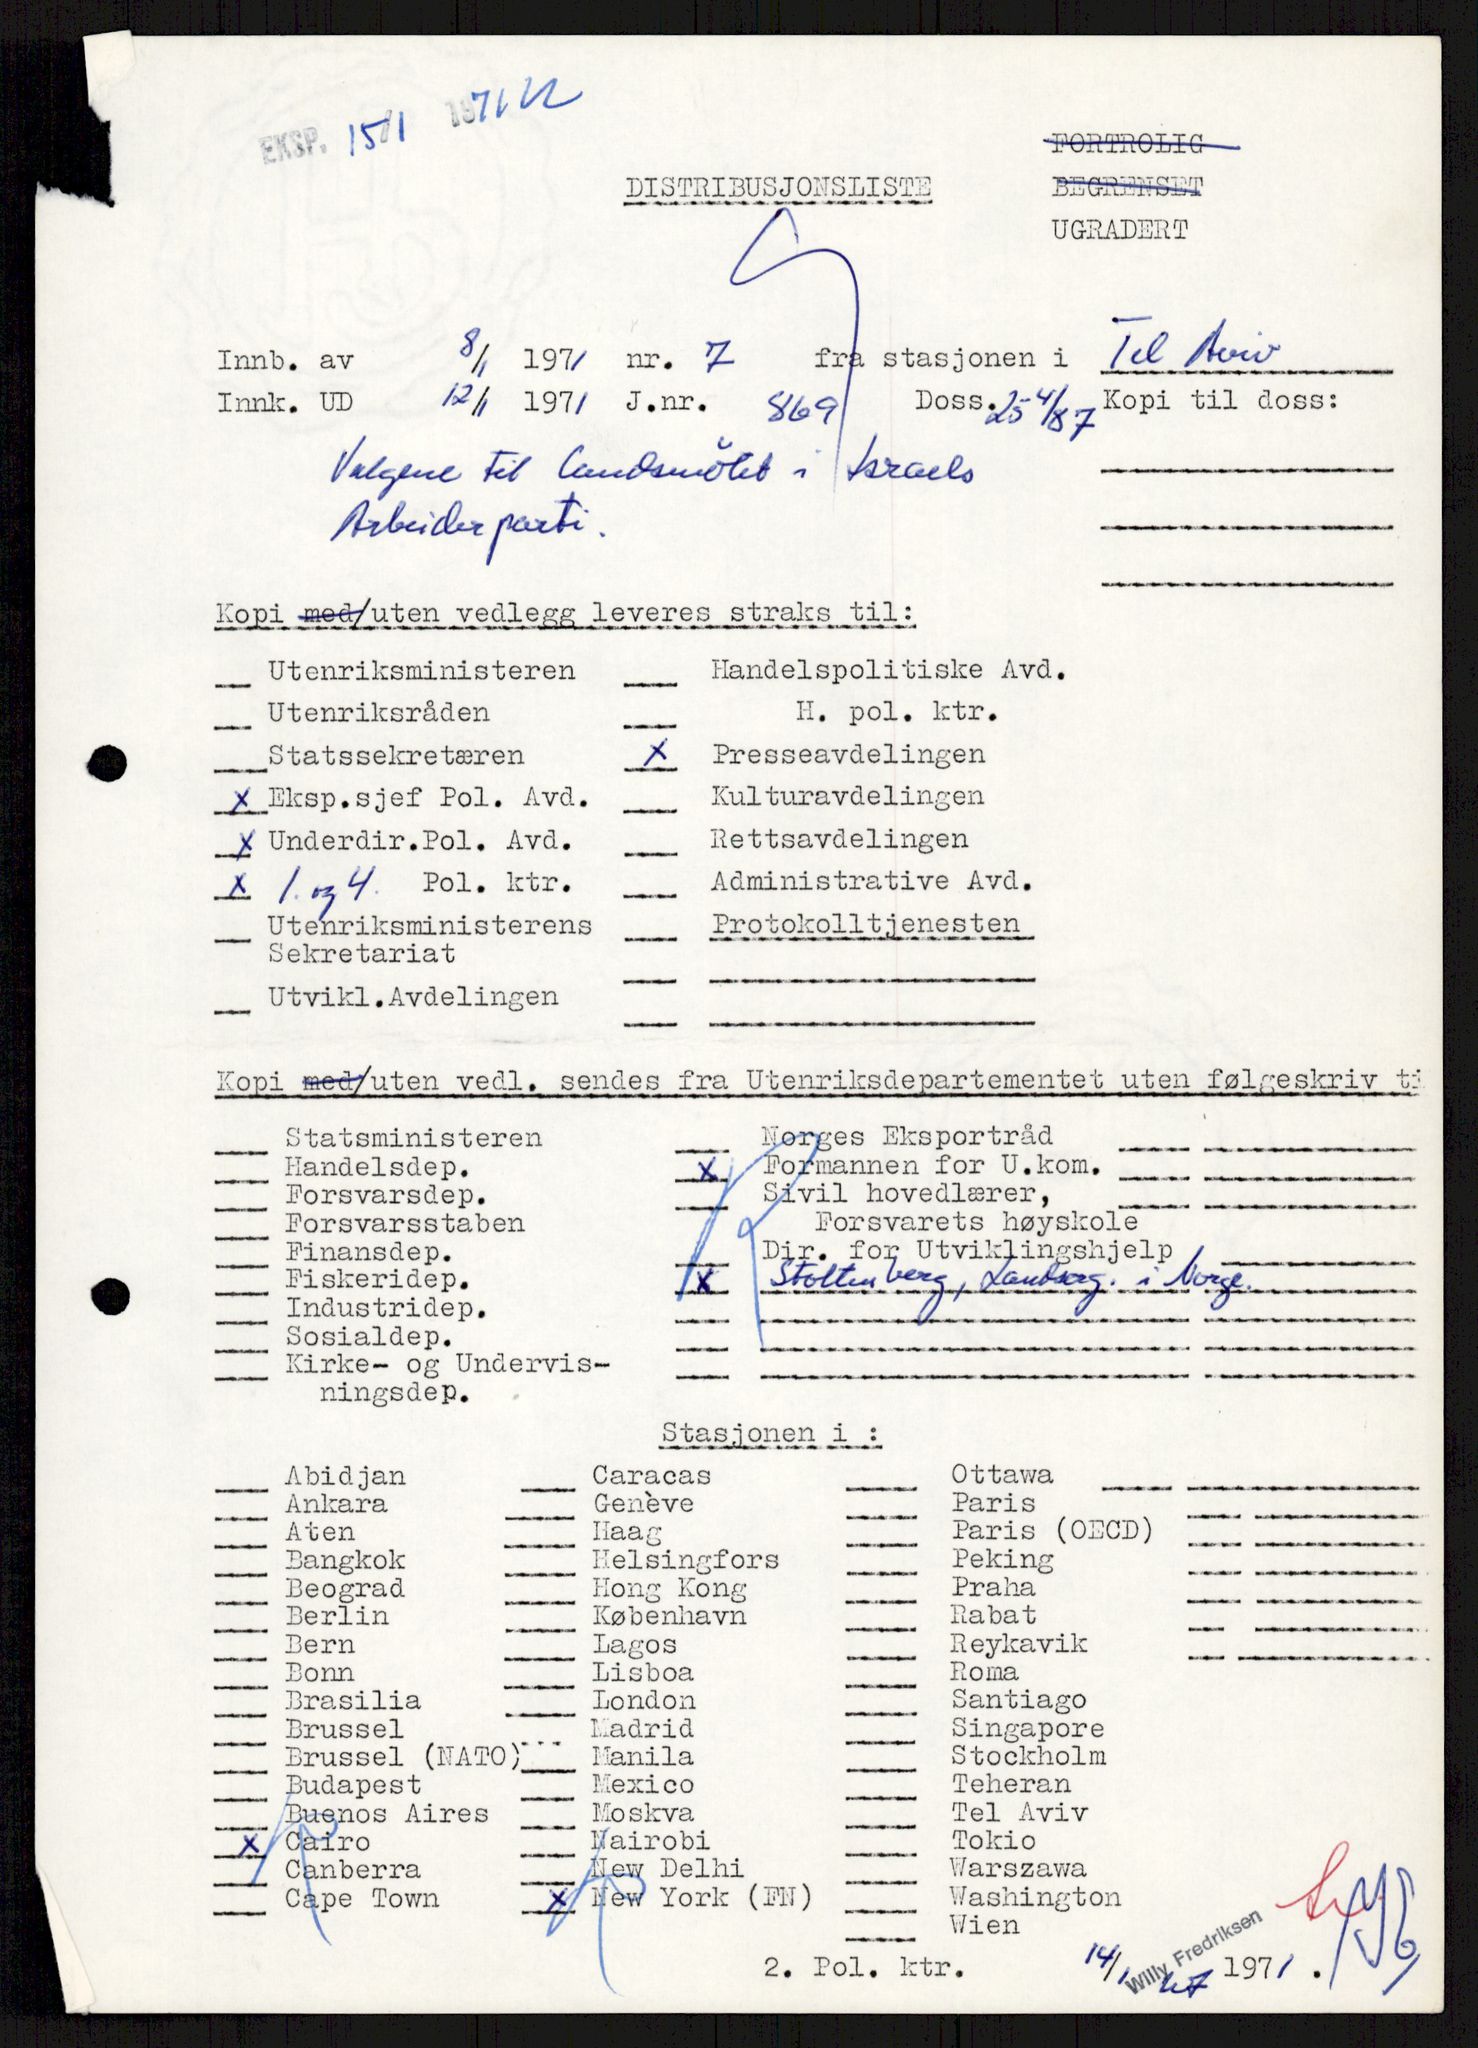 EKSP. 15/1 1971
FORTROLIG
DISTRIBUSJONSLISTE BEGRENSET
UGRADERT
Innb. av 8/1 1971 nr. 7 fra stasjonen i Tel Aviv
Innk. UD 12/1 1971 J.nr. 869 Doss. 25 4/87 Kopi til doss:
Valgene til landsmötet i Israels
Arbeiderparti.
Kopi med/uten vedlegg leveres straks til:
Utenriksministeren Handelspolitiske Avd.
Utenriksråden H. pol. ktr.
Statssekretæren x Presseavdelingen
x Eksp.sjef Pol. Avd. Kulturavdelingen
x Underdir.Pol. Avd. Rettsavdelingen
x 1. og 4. Pol. ktr. Administrative Avd.
Utenriksministerens Protokolltjenesten
Sekretariat
Utvikl.Avdelingen
Kopi med/uten vedl. sendes fra Utenriksdepartementet uten følgeskriv ti
Statsministeren Norges Eksportråd
Handelsdep. x Formannen for U.kom.
Forsvarsdep. Sivil hovedlærer,
Forsvarsstaben Forsvarets høyskole
Finansdep. Dir. for Utviklingshjelp
Fiskeridep. x Stoltenberg, Landsorg. i Norge.
Industridep.
Sosialdep.
Kirke- og Undervis-
ningsdep.
Stasjonen i :
Abidjan Caracas Ottawa
Ankara Genève Paris
Aten Haag Paris (OECD)
Bangkok Helsingfors Peking
Beograd Hong Kong Praha
Berlin København Rabat
Bern Lagos Reykavik
Bonn Lisboa Roma
Brasilia London Santiago
Brussel Madrid Singapore
Brussel (NATO) Manila Stockholm
Budapest Mexico Teheran
Buenos Aires Moskva Tel Aviv
x Cairo Nairobi Tokio
Canberra New Delhi Warszawa
Cape Town x New York (FN) Washington
Wien
2. Pol. ktr. 14/1 1971.
Willy Fredriksen